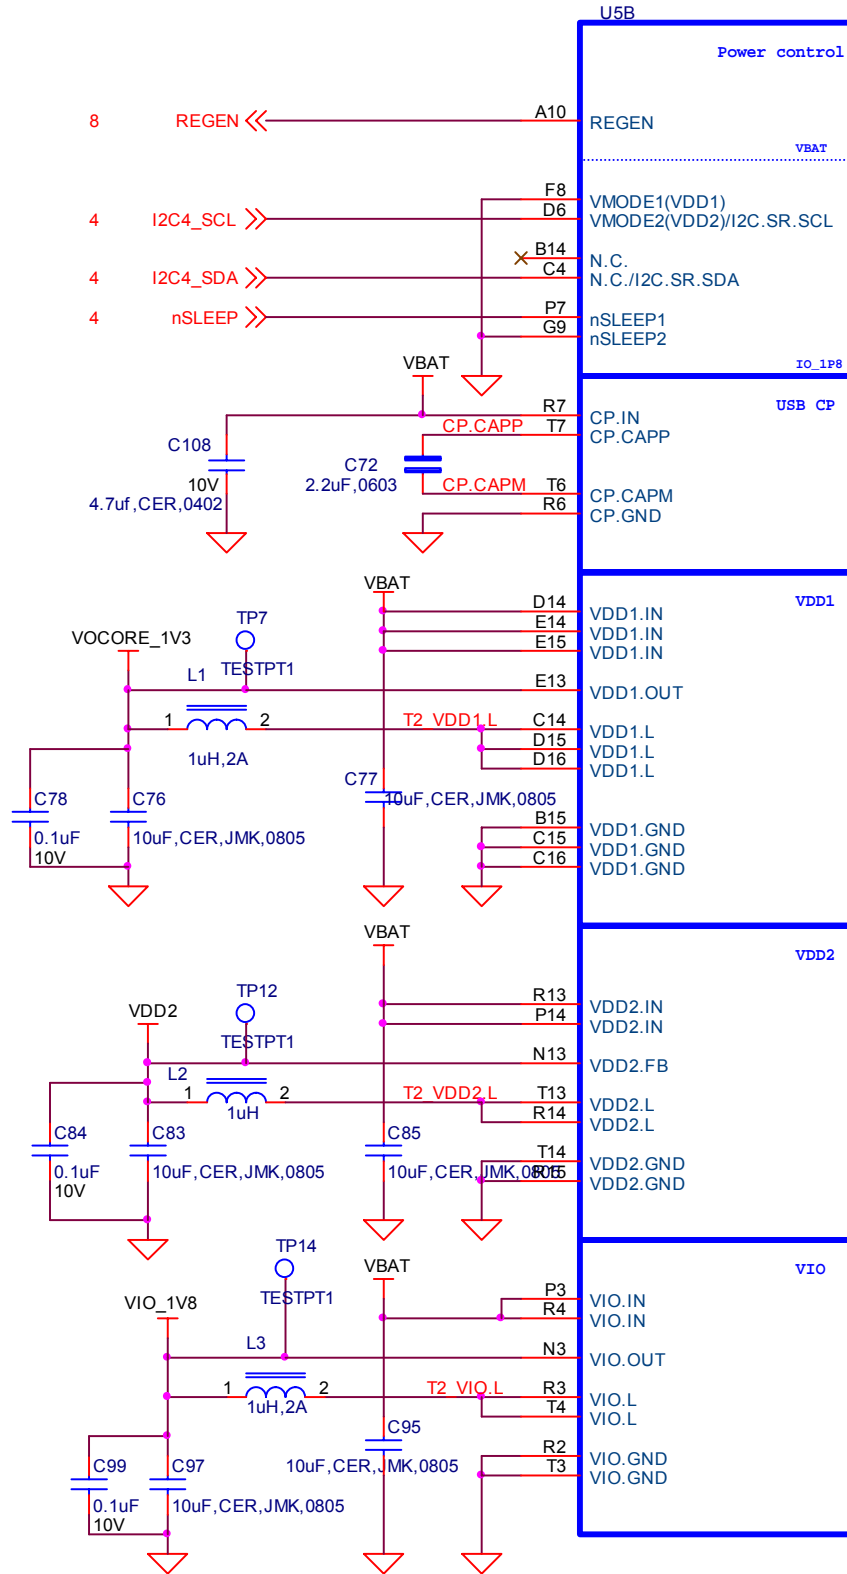 U5B
Power control
8 REGEN A10 REGEN
VBAT
F8 VMODE1(VDD1)
4 I2C4_SCL D6 VMODE2(VDD2)/I2C.SR.SCL
B14 N.C.
4 I2C4_SDA C4 N.C./I2C.SR.SDA
4 nSLEEP P7 nSLEEP1
G9 nSLEEP2
VBAT IO_1P8
USB CP
R7 CP.IN
CP.CAPP T7 CP.CAPP
C108
C72
10V 2.2uF,0603 CP.CAPM T6 CP.CAPM
4.7uf,CER,0402 R6 CP.GND
VBAT
VDD1
D14 VDD1.IN
TP7 E14 VDD1.IN
VOCORE_1V3 E15 VDD1.IN
TESTPT1
L1 E13 VDD1.OUT
1 2 T2_VDD1.L C14 VDD1.L
D15 VDD1.L
1uH,2A D16 VDD1.L
C77
C78 C76 10uF,CER,JMK,0805
B15 VDD1.GND
0.1uF 10uF,CER,JMK,0805 C15 VDD1.GND
10V C16 VDD1.GND
VBAT
VDD2
TP12 R13 VDD2.IN
VDD2 P14 VDD2.IN
TESTPT1
N13 VDD2.FB
L2
1 2 T2_VDD2.L T13 VDD2.L
1uH R14 VDD2.L
C84 C83 C85
T14 VDD2.GND
0.1uF 10uF,CER,JMK,0805 10uF,CER,JMK,0805 R15 VDD2.GND
10V
TP14
VBAT VIO
TESTPT1 P3 VIO.IN
VIO_1V8 R4 VIO.IN
L3 N3 VIO.OUT
1 2 T2_VIO.L R3 VIO.L
1uH,2A T4 VIO.L
C95
R2 VIO.GND
C99 C97 10uF,CER,JMK,0805 T3 VIO.GND
0.1uF 10uF,CER,JMK,0805
10V